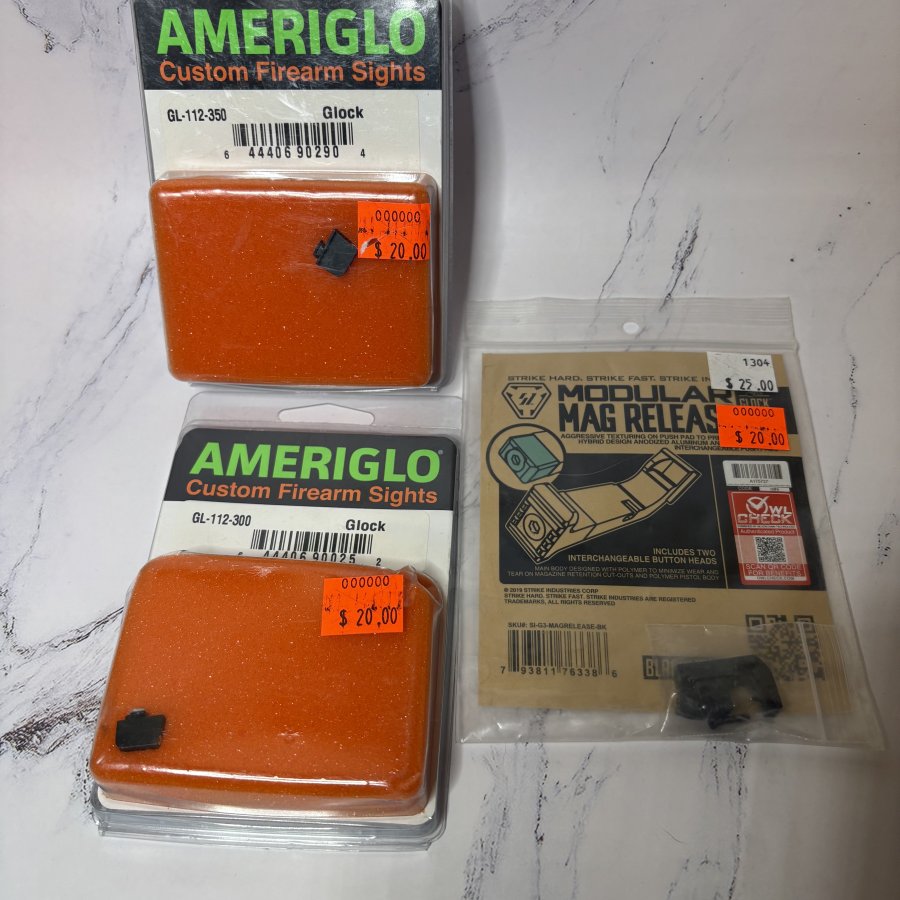 AMERIGLO
Custom Firearm Sights
GL-112-350
Glock
6 44406 90290 4
000000
$ 20.00
AMERIGLO®
Custom Firearm Sights
GL-112-300
Glock
6 44406 90025 2
000000
$ 20.00
1304
$ 25.00
STRIKE HARD. STRIKE FAST. STRIKE
MODULAR
GLOCK
MAG RELEAS
000000
$ 20.00
AGGRESSIVE TEXTURING ON PUSH PAD TO
HYBRID DESIGN ANODIZED ALUMINUM
INTERCHANGEABLE
INCLUDES TWO
INTERCHANGEABLE BUTTON HEADS
MAIN BODY DESIGNED WITH POLYMER TO MINIMIZE WEAR AND
TEAR ON MAGAZINE RETENTION CUT-OUTS AND POLYMER PISTOL BODY
OWL
CHECK
Authenticated Product
SCAN QR CODE
FOR BENEFITS
© 2019 STRIKE INDUSTRIES CORP
STRIKE HARD. STRIKE FAST. STRIKE INDUSTRIES ARE REGISTERED
TRADEMARKS, ALL RIGHTS RESERVED
SKU#: SI-G3-MAGRELEASE-BK
7 93811 76338 6